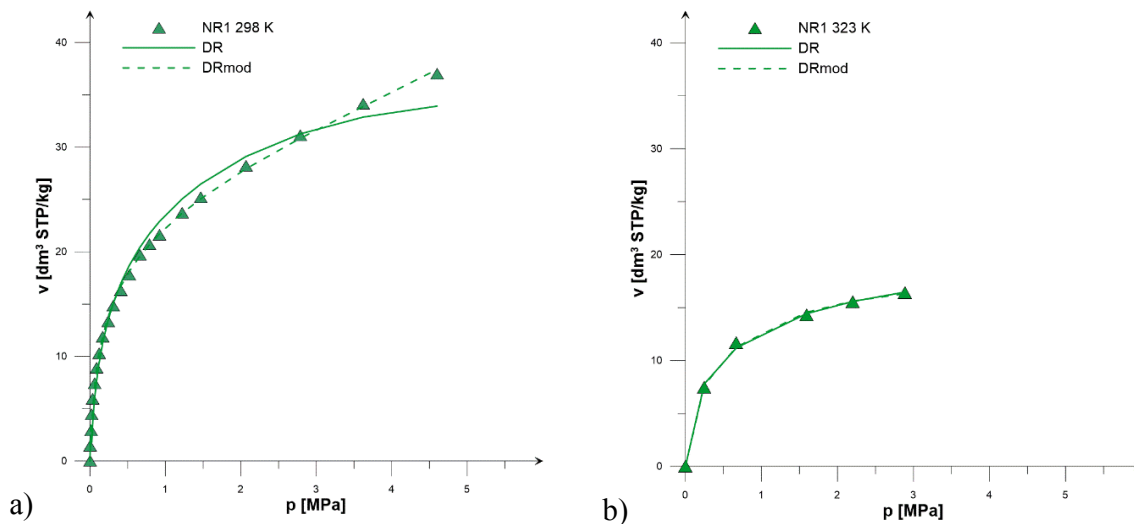 NR1 298 K
DR
DRmod
40
30
20
10
0
v [dm³ STP/kg]
0 1 2 3 4 5
p [MPa]
a)
NR1 323 K
DR
DRmod
40
30
20
10
0
v [dm³ STP/kg]
0 1 2 3 4 5
p [MPa]
b)